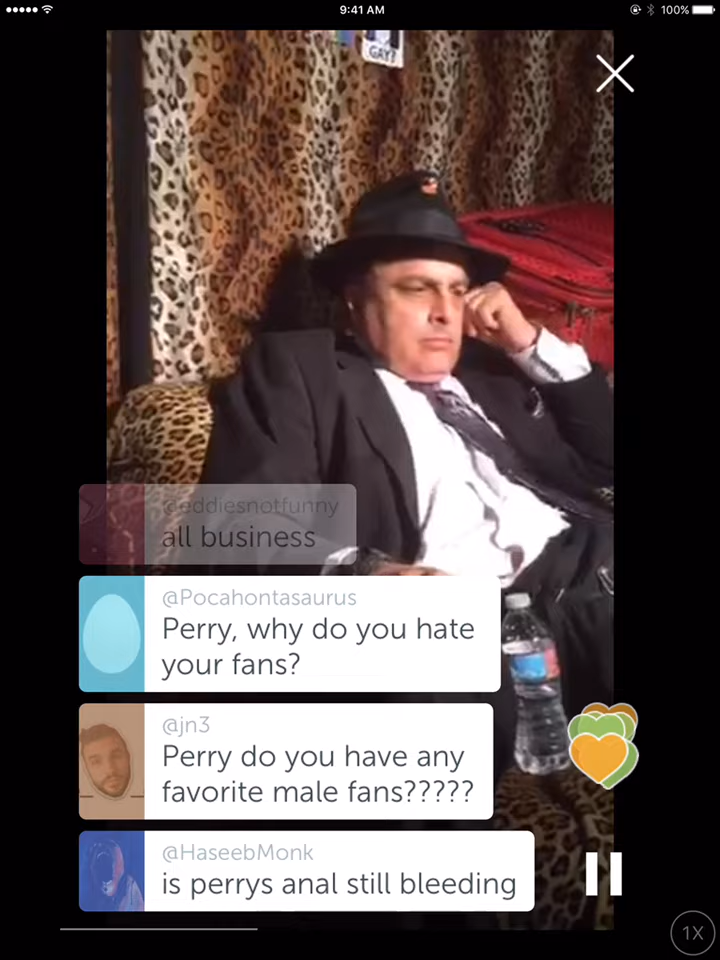 9:41 AM
100%
GAY?
@eddiesnotfunny
all business
@Pocahontasaurus
Perry, why do you hate
your fans?
@jn3
Perry do you have any
favorite male fans?????
@HaseebMonk
is perrys anal still bleeding
1X